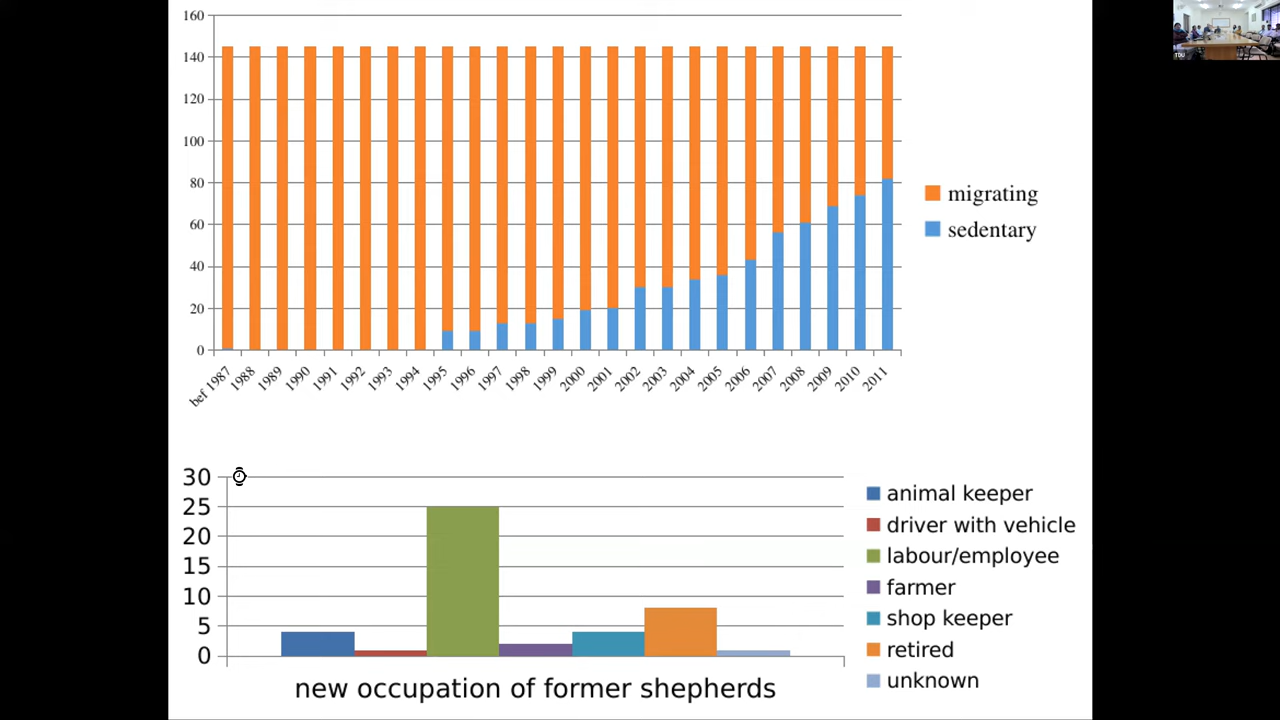 160
140
120
100
80
60
40
20
0
bef 1987 1988 1989 1990 1991 1992 1993 1994 1995 1996 1997 1998 1999 2000 2001 2002 2003 2004 2005 2006 2007 2008 2009 2010 2011
migrating
sedentary
30
25
20
15
10
5
0
new occupation of former shepherds
animal keeper
driver with vehicle
labour/employee
farmer
shop keeper
retired
unknown
TDU